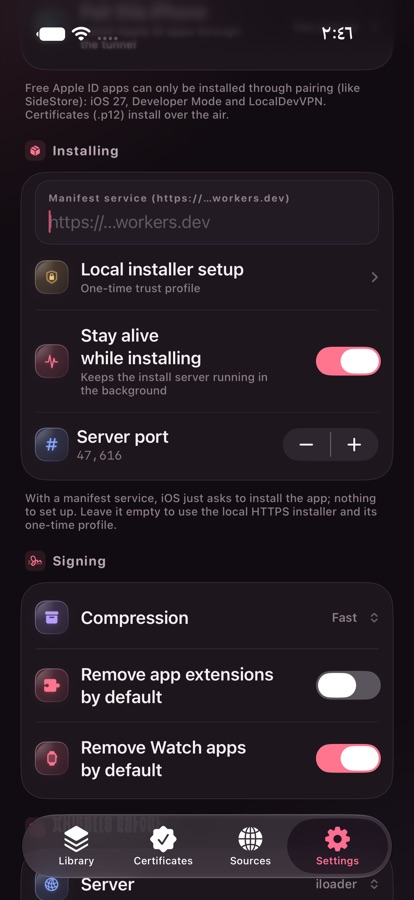 ٢:٤٦
the tunnel
Free Apple ID apps can only be installed through pairing (like
SideStore): iOS 27, Developer Mode and LocalDevVPN.
Certificates (.p12) install over the air.
Installing
Manifest service (https://…workers.dev)
https://…workers.dev
Local installer setup
One-time trust profile
Stay alive
while installing
Keeps the install server running in
the background
Server port
47,616
With a manifest service, iOS just asks to install the app; nothing
to set up. Leave it empty to use the local HTTPS installer and its
one-time profile.
Signing
Compression
Fast
Remove app extensions
by default
Remove Watch apps
by default
Library
Certificates
Sources
Settings
Server
iloader